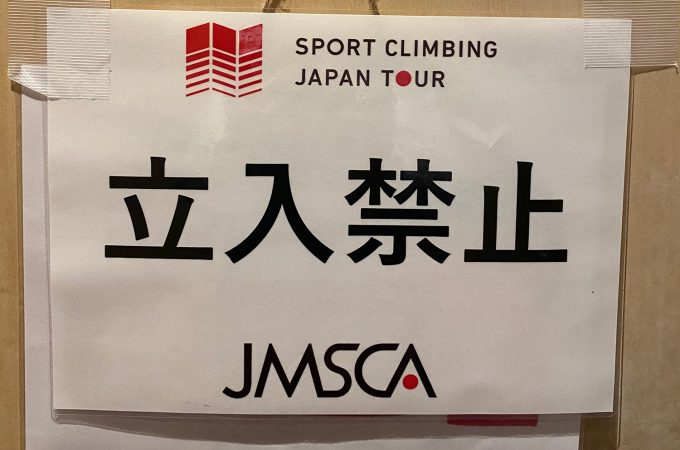 SPORT CLIMBING
JAPAN TOUR
立入禁止
JMSCA